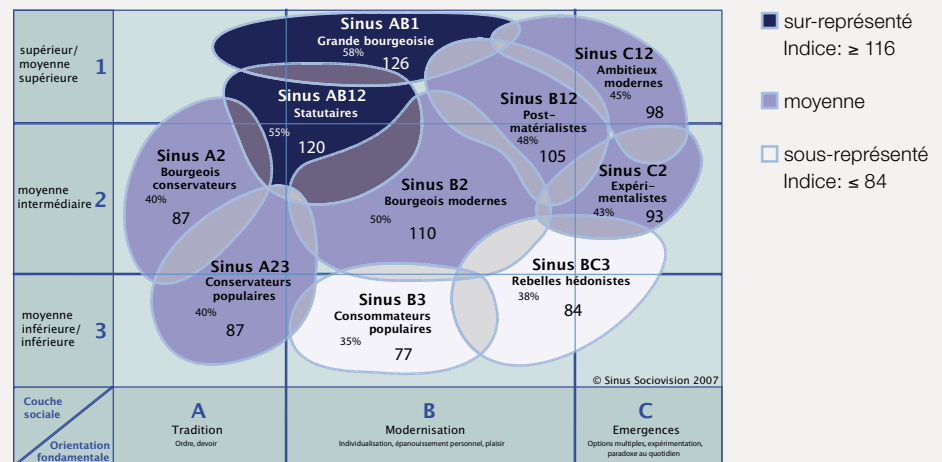 Sinus AB1
Grande bourgeoisie
58%
126
sur-représenté
Indice: ≥ 116
moyenne
sous-représenté
Indice: ≤ 84
supérieur/
moyenne
supérieure
1
Sinus C12
Ambitieux
modernes
45%
98
Sinus AB12
Statutaires
55%
120
Sinus B12
Post-
matérialistes
48%
105
moyenne
intermédiaire
2
Sinus A2
Bourgeois
conservateurs
40%
87
Sinus B2
Bourgeois modernes
50%
110
Sinus C2
Expéri-
mentalistes
43%
93
moyenne
inférieure/
inférieure
3
Sinus A23
Conservateurs
populaires
40%
87
Sinus B3
Consommateurs
populaires
35%
77
Sinus BC3
Rebelles hédonistes
38%
84
© Sinus Sociovision 2007
Couche
sociale
Orientation
fondamentale
A
Tradition
Ordre, devoir
B
Modernisation
Individualisation, épanouissement personnel, plaisir
C
Emergences
Options multiples, expérimentation,
paradoxe au quotidien